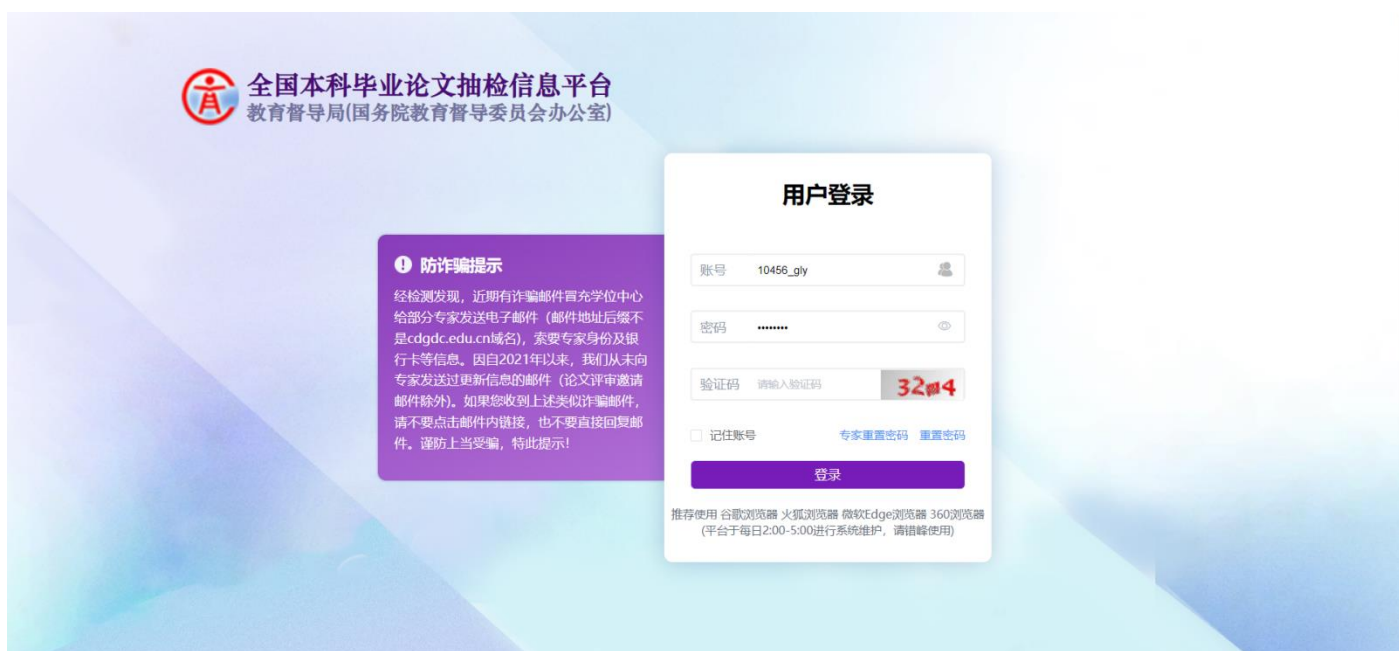 全国本科毕业论文抽检信息平台
教育督导局(国务院教育督导委员会办公室)
防诈骗提示
经检测发现，近期有诈骗邮件冒充学位中心
给部分专家发送电子邮件（邮件地址后缀不
是cdgdc.edu.cn域名），索要专家身份及银
行卡等信息。因自2021年以来，我们从未向
专家发送过更新信息的邮件（论文评审邀请
邮件除外）。如果您收到上述类似诈骗邮件，
请不要点击邮件内链接，也不要直接回复邮
件。谨防上当受骗，特此提示！
用户登录
账号 10456_gly
密码 ••••••••
验证码 请输入验证码
记住账号 专家重置密码 重置密码
登录
推荐使用 谷歌浏览器 火狐浏览器 微软Edge浏览器 360浏览器
(平台于每日2:00-5:00进行系统维护，请错峰使用)